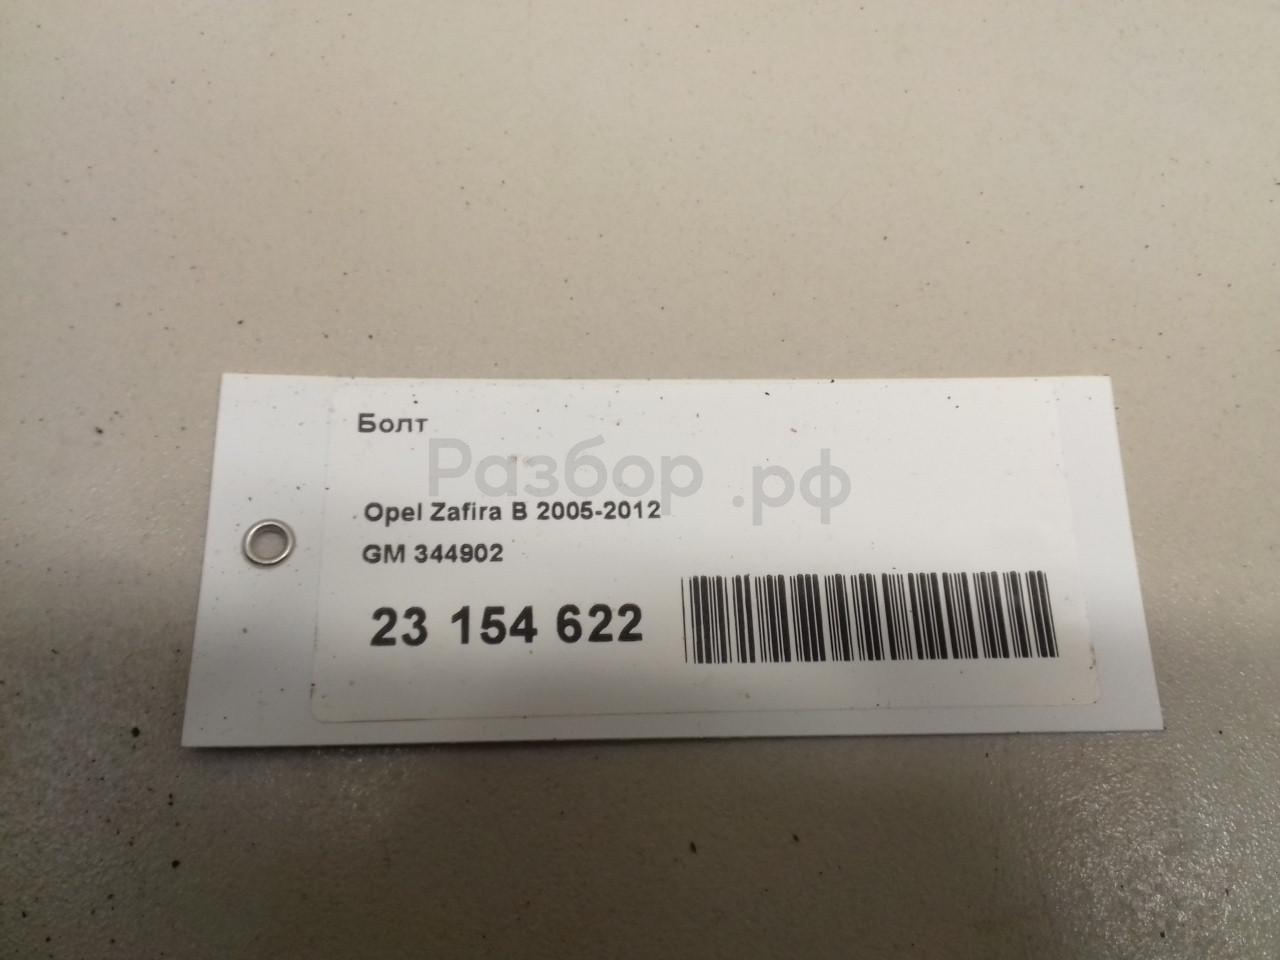 Болт
Разбор.рф
Opel Zafira B 2005-2012
GM 344902
23 154 622